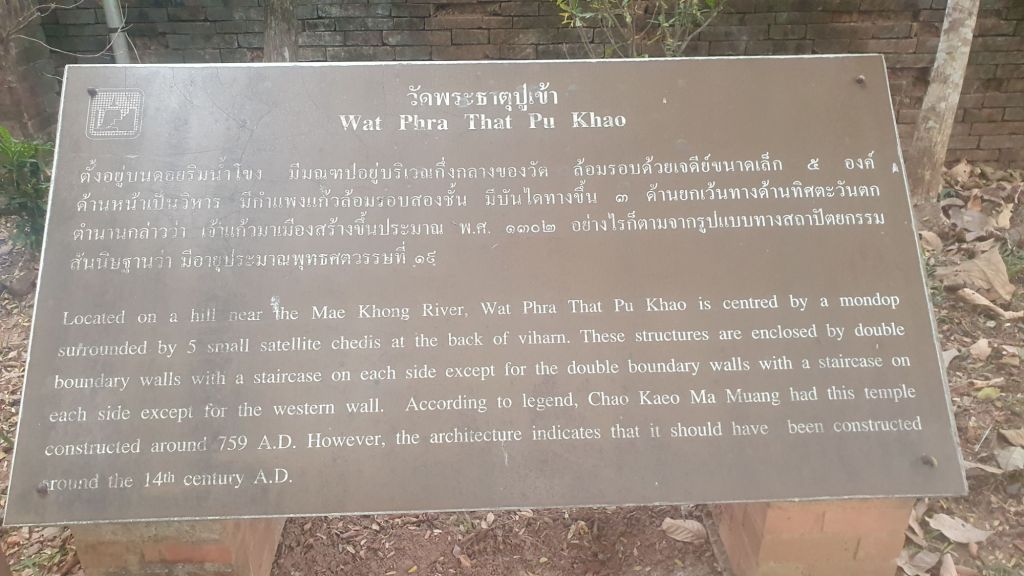 วัดพระธาตุปูเข้า
Wat Phra That Pu Khao
ตั้งอยู่บนดอยริมน้ำโขง มีมณฑปอยู่บริเวณกึ่งกลางของวัด ล้อมรอบด้วยเจดีย์ขนาดเล็ก ๕ องค์
ด้านหน้าเป็นวิหาร มีกำแพงแก้วล้อมรอบสองชั้น มีบันไดทางขึ้น ๓ ด้านยกเว้นทางด้านทิศตะวันตก
ตำนานกล่าวว่า เจ้าแก้วมาเมืองสร้างขึ้นประมาณ พ.ศ. ๑๓๐๒ อย่างไรก็ตามจากรูปแบบทางสถาปัตยกรรม
สันนิษฐานว่า มีอายุประมาณพุทธศตวรรษที่ ๑๙
Located on a hill near the Mae Khong River, Wat Phra That Pu Khao is centred by a mondop
surrounded by 5 small satellite chedis at the back of viharn. These structures are enclosed by double
boundary walls with a staircase on each side except for the double boundary walls with a staircase on
each side except for the western wall. According to legend, Chao Kaeo Ma Muang had this temple
constructed around 759 A.D. However, the architecture indicates that it should have been constructed
around the 14th century A.D.